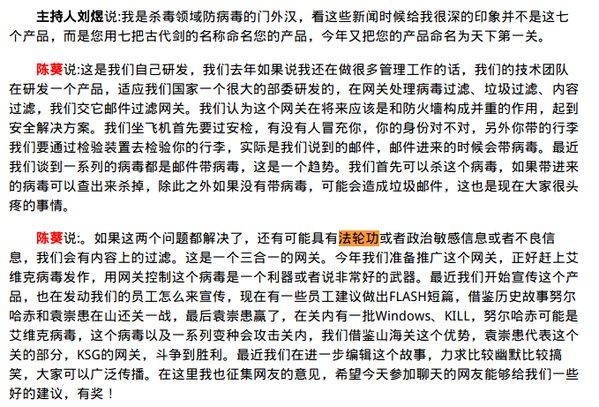 主持人刘煜说:我是杀毒领域防病毒的门外汉，看这些新闻时候给我很深的印象并不是这七
个产品，而是您用七把古代剑的名称命名您的产品，今年又把您的产品命名为天下第一关。
陈葵说:这是我们自己研发，我们去年如果说我还在做很多管理工作的话，我们的技术团队
在研发一个产品，适应我们国家一个很大的部委研发的，在网关处理病毒过滤、垃圾过滤、内容
过滤，我们交它邮件过滤网关。我们认为这个网关在将来应该是和防火墙构成并重的作用，起到
安全解决方案。我们坐飞机首先要过安检，有没有人冒充你，你的身份对不对，另外你带的行李
我们要通过检验装置去检验你的行李，实际是我们说到的邮件，邮件进来的时候会带病毒。最近
我们谈到一系列的病毒都是邮件带病毒，这是一个趋势。我们首先可以杀这个病毒，如果带进来
的病毒可以查出来杀掉，除此之外如果没有带病毒，可能会造成垃圾邮件，这也是现在大家很头
疼的事情。
陈葵说:。如果这两个问题都解决了，还有可能具有法轮功或者政治敏感信息或者不良信
息，我们会有内容上的过滤。这是一个三合一的网关。今年我们准备推广这个网关，正好赶上艾
维克病毒发作，用网关控制这个病毒是一个利器或者说非常好的武器。最近我们开始宣传这个产
品，也在发动我们的员工怎么来宣传，现在有一些员工建议做出FLASH短篇，借鉴历史故事努尔
哈赤和袁崇患在山还关一战，最后袁崇患赢了，在关内有一批Windows、KILL，努尔哈赤可能是
艾维克病毒，这个病毒以及一系列变种会攻击关内，我们借鉴山海关这个优势，袁崇患代表这个
关的部分，KSG的网关，斗争到胜利。最近我们在进一步编辑这个故事，力求比较幽默比较搞
笑，大家可以广泛传播。在这里我也征集网友的意见，希望今天参加聊天的网友能够给我们一些
好的建议，有奖！